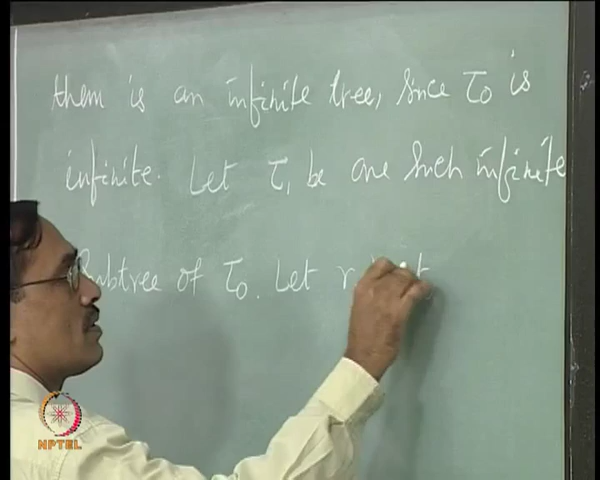 them is an infinite tree, since τ₀ is
infinite. Let τ₁ be one such infinite
subtree of τ₀. Let r
NPTEL